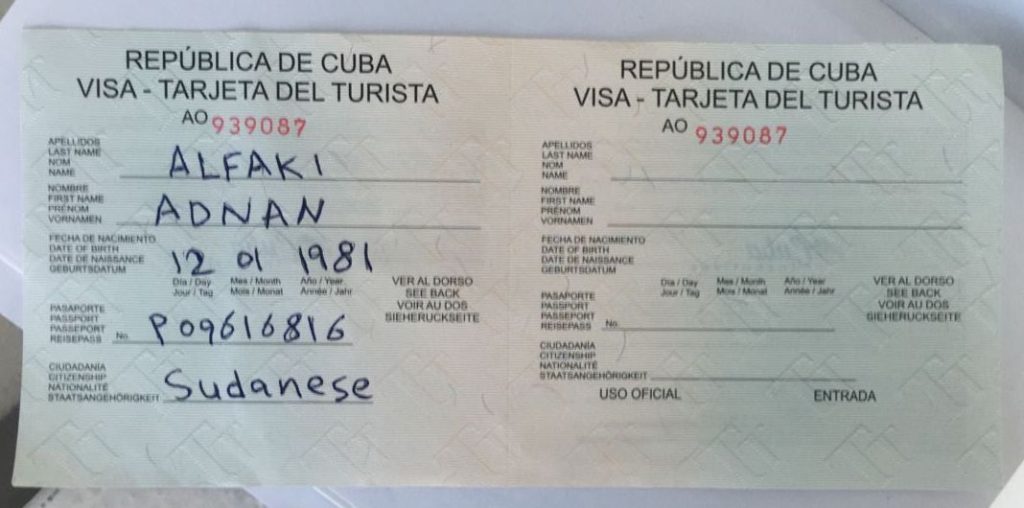 REPÚBLICA DE CUBA
VISA - TARJETA DEL TURISTA
AO 939087
APELLIDOS
LAST NAME
NOM
NAME
ALFAKI
NOMBRE
FIRST NAME
PRÉNOM
VORNAMEN
ADNAN
FECHA DE NACIMIENTO
DATE OF BIRTH
DATE DE NAISSANCE
GEBURTSDATUM
12 01 1981
Día / Day Mes / Month Año / Year
Jour / Tag Mois / Monat Année / Jahr
VER AL DORSO
SEE BACK
VOIR AU DOS
SIEHERUCKSEITE
PASAPORTE
PASSPORT
PASSEPORT
REISEPASS No. P09616816
CIUDADANÍA
CITIZENSHIP
NATIONALITÉ
STAATSANGEHÖRIGKEIT Sudanese
REPÚBLICA DE CUBA
VISA - TARJETA DEL TURISTA
AO 939087
APELLIDOS
LAST NAME
NOM
NAME
NOMBRE
FIRST NAME
PRÉNOM
VORNAMEN
FECHA DE NACIMIENTO
DATE OF BIRTH
DATE DE NAISSANCE
GEBURTSDATUM
Día / Day Mes / Month Año / Year
Jour / Tag Mois / Monat Année / Jahr
VER AL DORSO
SEE BACK
VOIR AU DOS
SIEHERUCKSEITE
PASAPORTE
PASSPORT
PASSEPORT
REISEPASS No.
CIUDADANÍA
CITIZENSHIP
NATIONALITÉ
STAATSANGEHÖRIGKEIT
USO OFICIAL ENTRADA